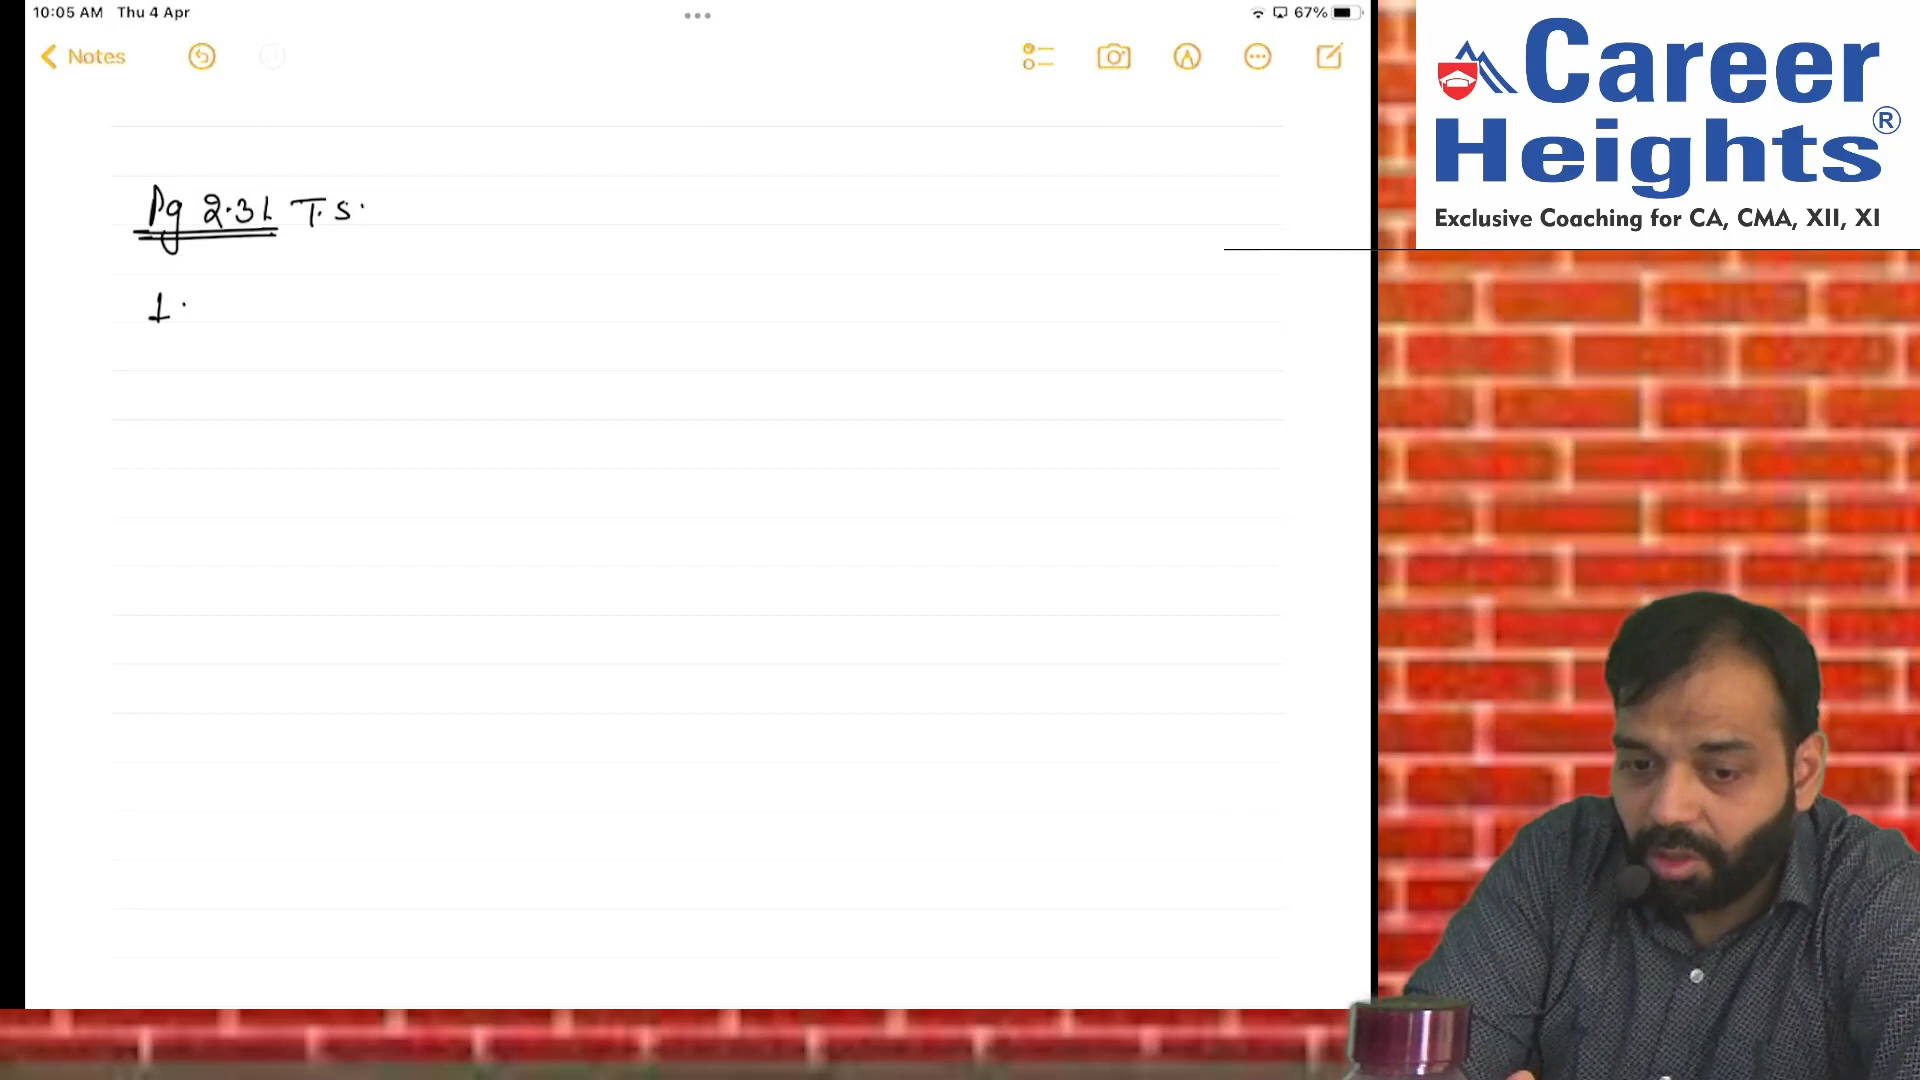 10:05 AM Thu 4 Apr
67%
Notes
Pg 2.31 T.S.
1.
Career
Heights®
Exclusive Coaching for CA, CMA, XII, XI